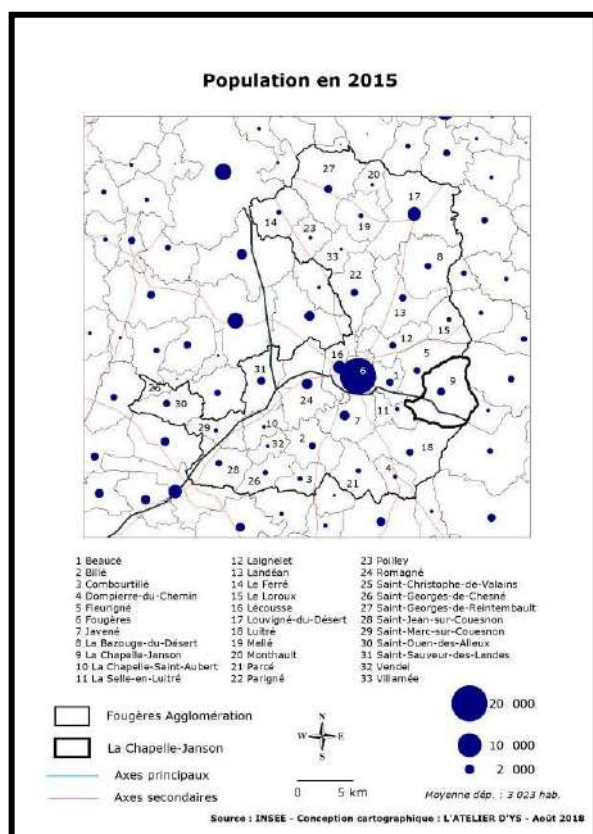 Population en 2015
27
20
17
14
19
23
33
8
22
13
15
12
16
5
6
31
25
9
24
1
30
11
7
29
10
2
32
18
28
4
26
3
21
1 Beaucé
2 Billé
3 Combourtillé
4 Dompierre-du-Chemin
5 Fleurigné
6 Fougères
7 Javené
8 La Bazouge-du-Désert
9 La Chapelle-Janson
10 La Chapelle-Saint-Aubert
11 La Selle-en-Luitré
12 Laignelet
13 Landéan
14 Le Ferré
15 Le Loroux
16 Lécousse
17 Louvigné-du-Désert
18 Luitré
19 Mellé
20 Monthault
21 Parcé
22 Parigné
23 Poilley
24 Romagné
25 Saint-Christophe-de-Valains
26 Saint-Georges-de-Chesné
27 Saint-Georges-de-Reintembault
28 Saint-Jean-sur-Couesnon
29 Saint-Marc-sur-Couesnon
30 Saint-Ouen-des-Alleux
31 Saint-Sauveur-des-Landes
32 Vendel
33 Villamée
Fougères Agglomération
La Chapelle-Janson
Axes principaux
Axes secondaires
N
W E
S
0 5 km
20 000
10 000
2 000
Moyenne dép. : 3 023 hab.
Source : INSEE - Conception cartographique : L'ATELIER D'YS - Août 2018